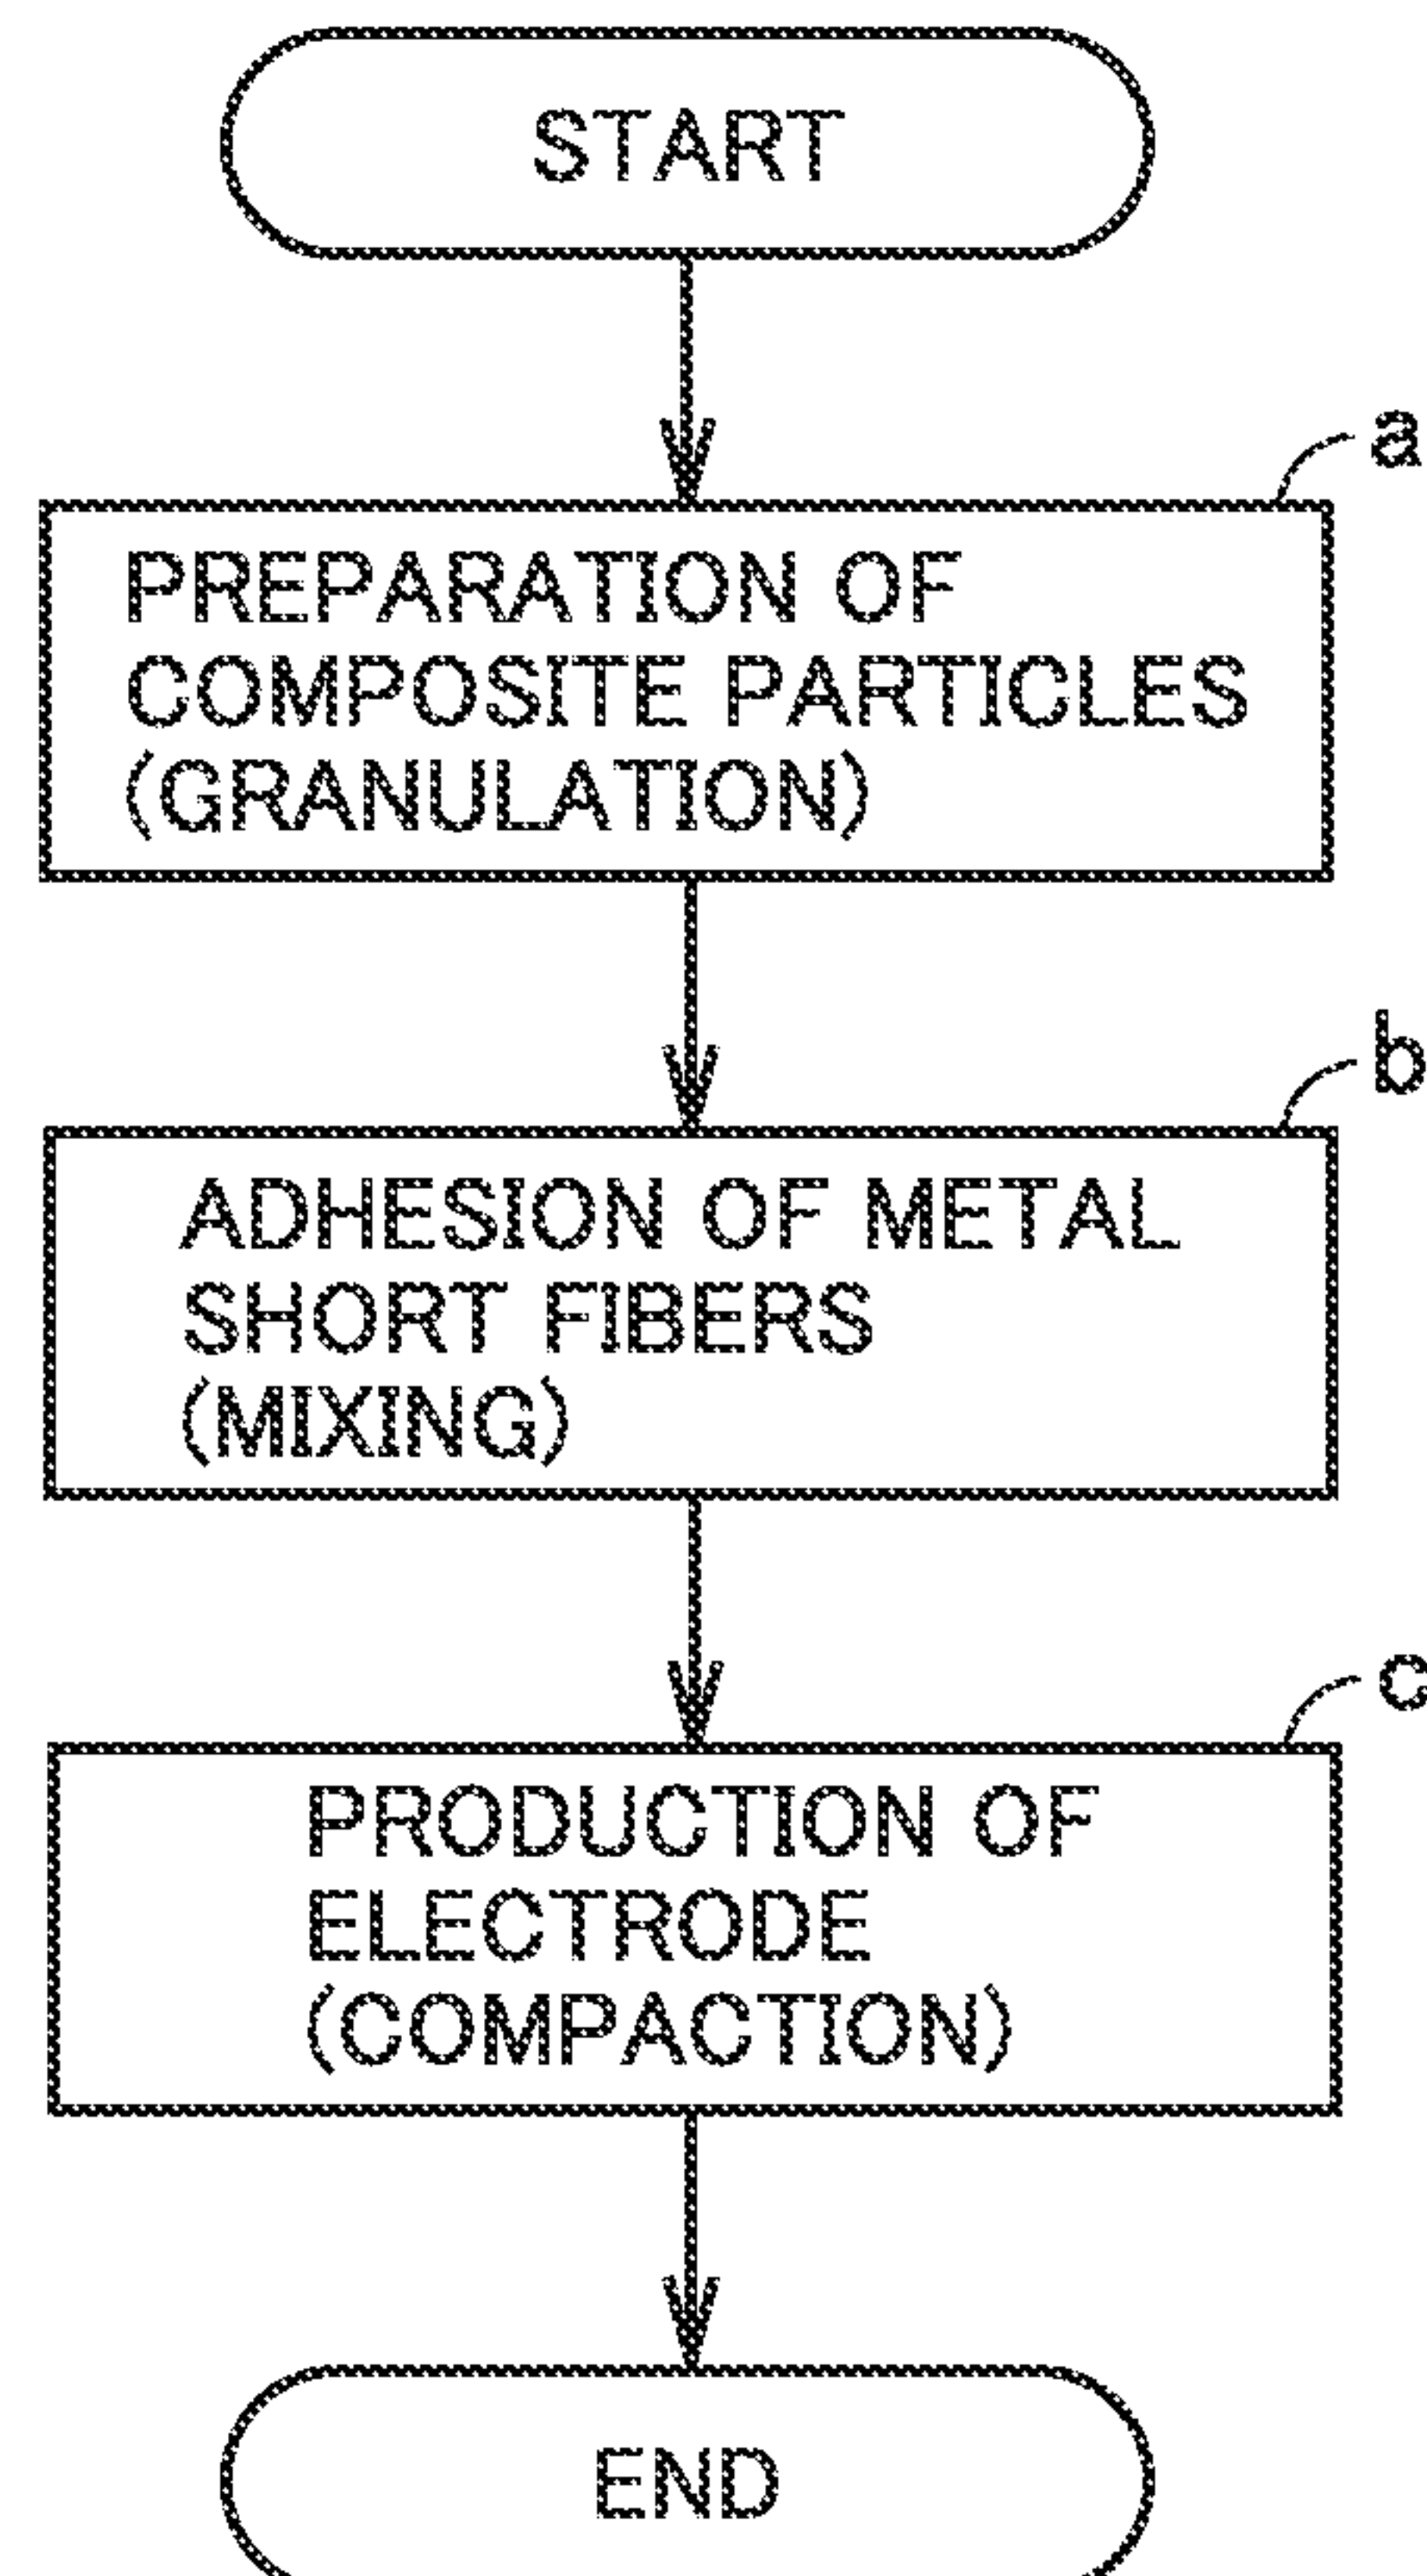 START
a
PREPARATION OF
COMPOSITE PARTICLES
(GRANULATION)
b
ADHESION OF METAL
SHORT FIBERS
(MIXING)
c
PRODUCTION OF
ELECTRODE
(COMPACTION)
END